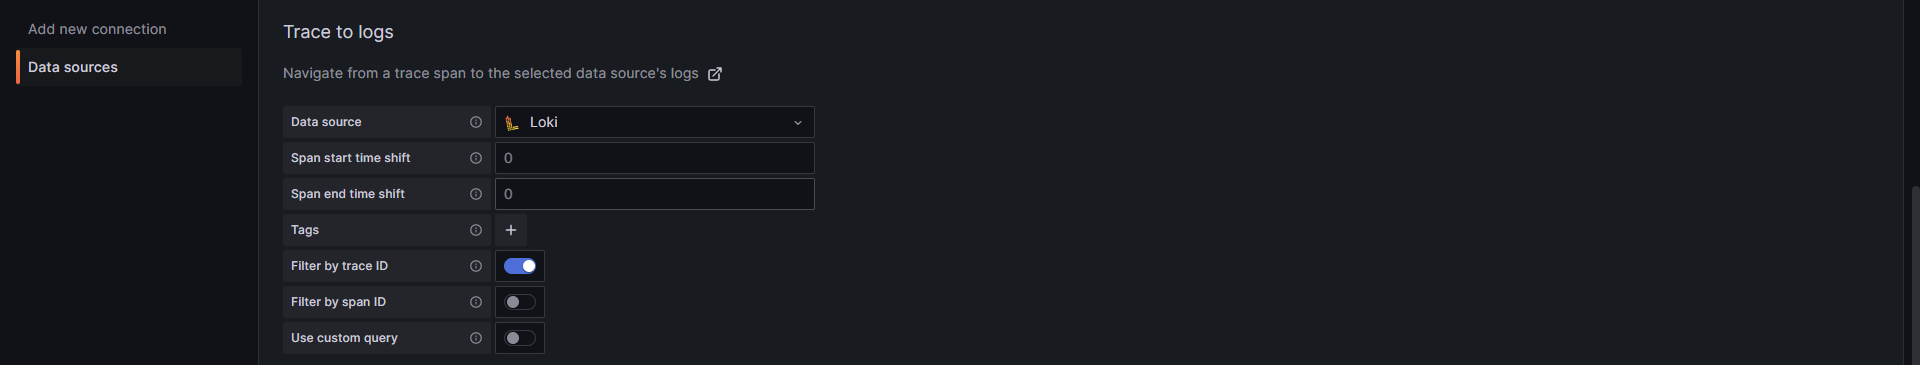 Add new connection
Data sources
Trace to logs
Navigate from a trace span to the selected data source's logs
Data source
Loki
Span start time shift
0
Span end time shift
0
Tags
+
Filter by trace ID
Filter by span ID
Use custom query